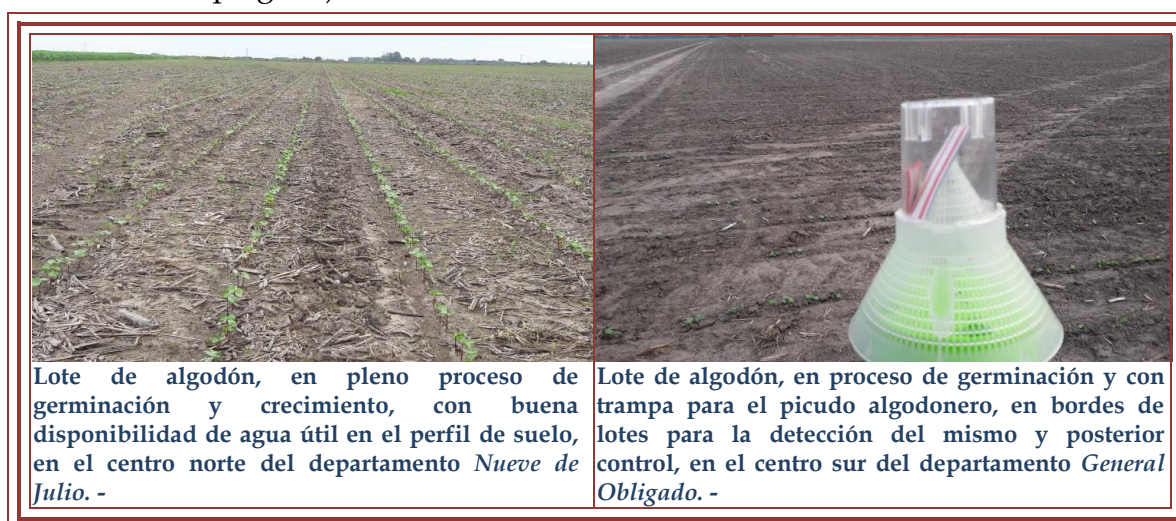 Lote de algodón, en pleno proceso de
germinación y crecimiento, con buena
disponibilidad de agua útil en el perfil de suelo,
en el centro norte del departamento Nueve de
Julio. -
Lote de algodón, en proceso de germinación y con
trampa para el picudo algodonero, en bordes de
lotes para la detección del mismo y posterior
control, en el centro sur del departamento General
Obligado. -